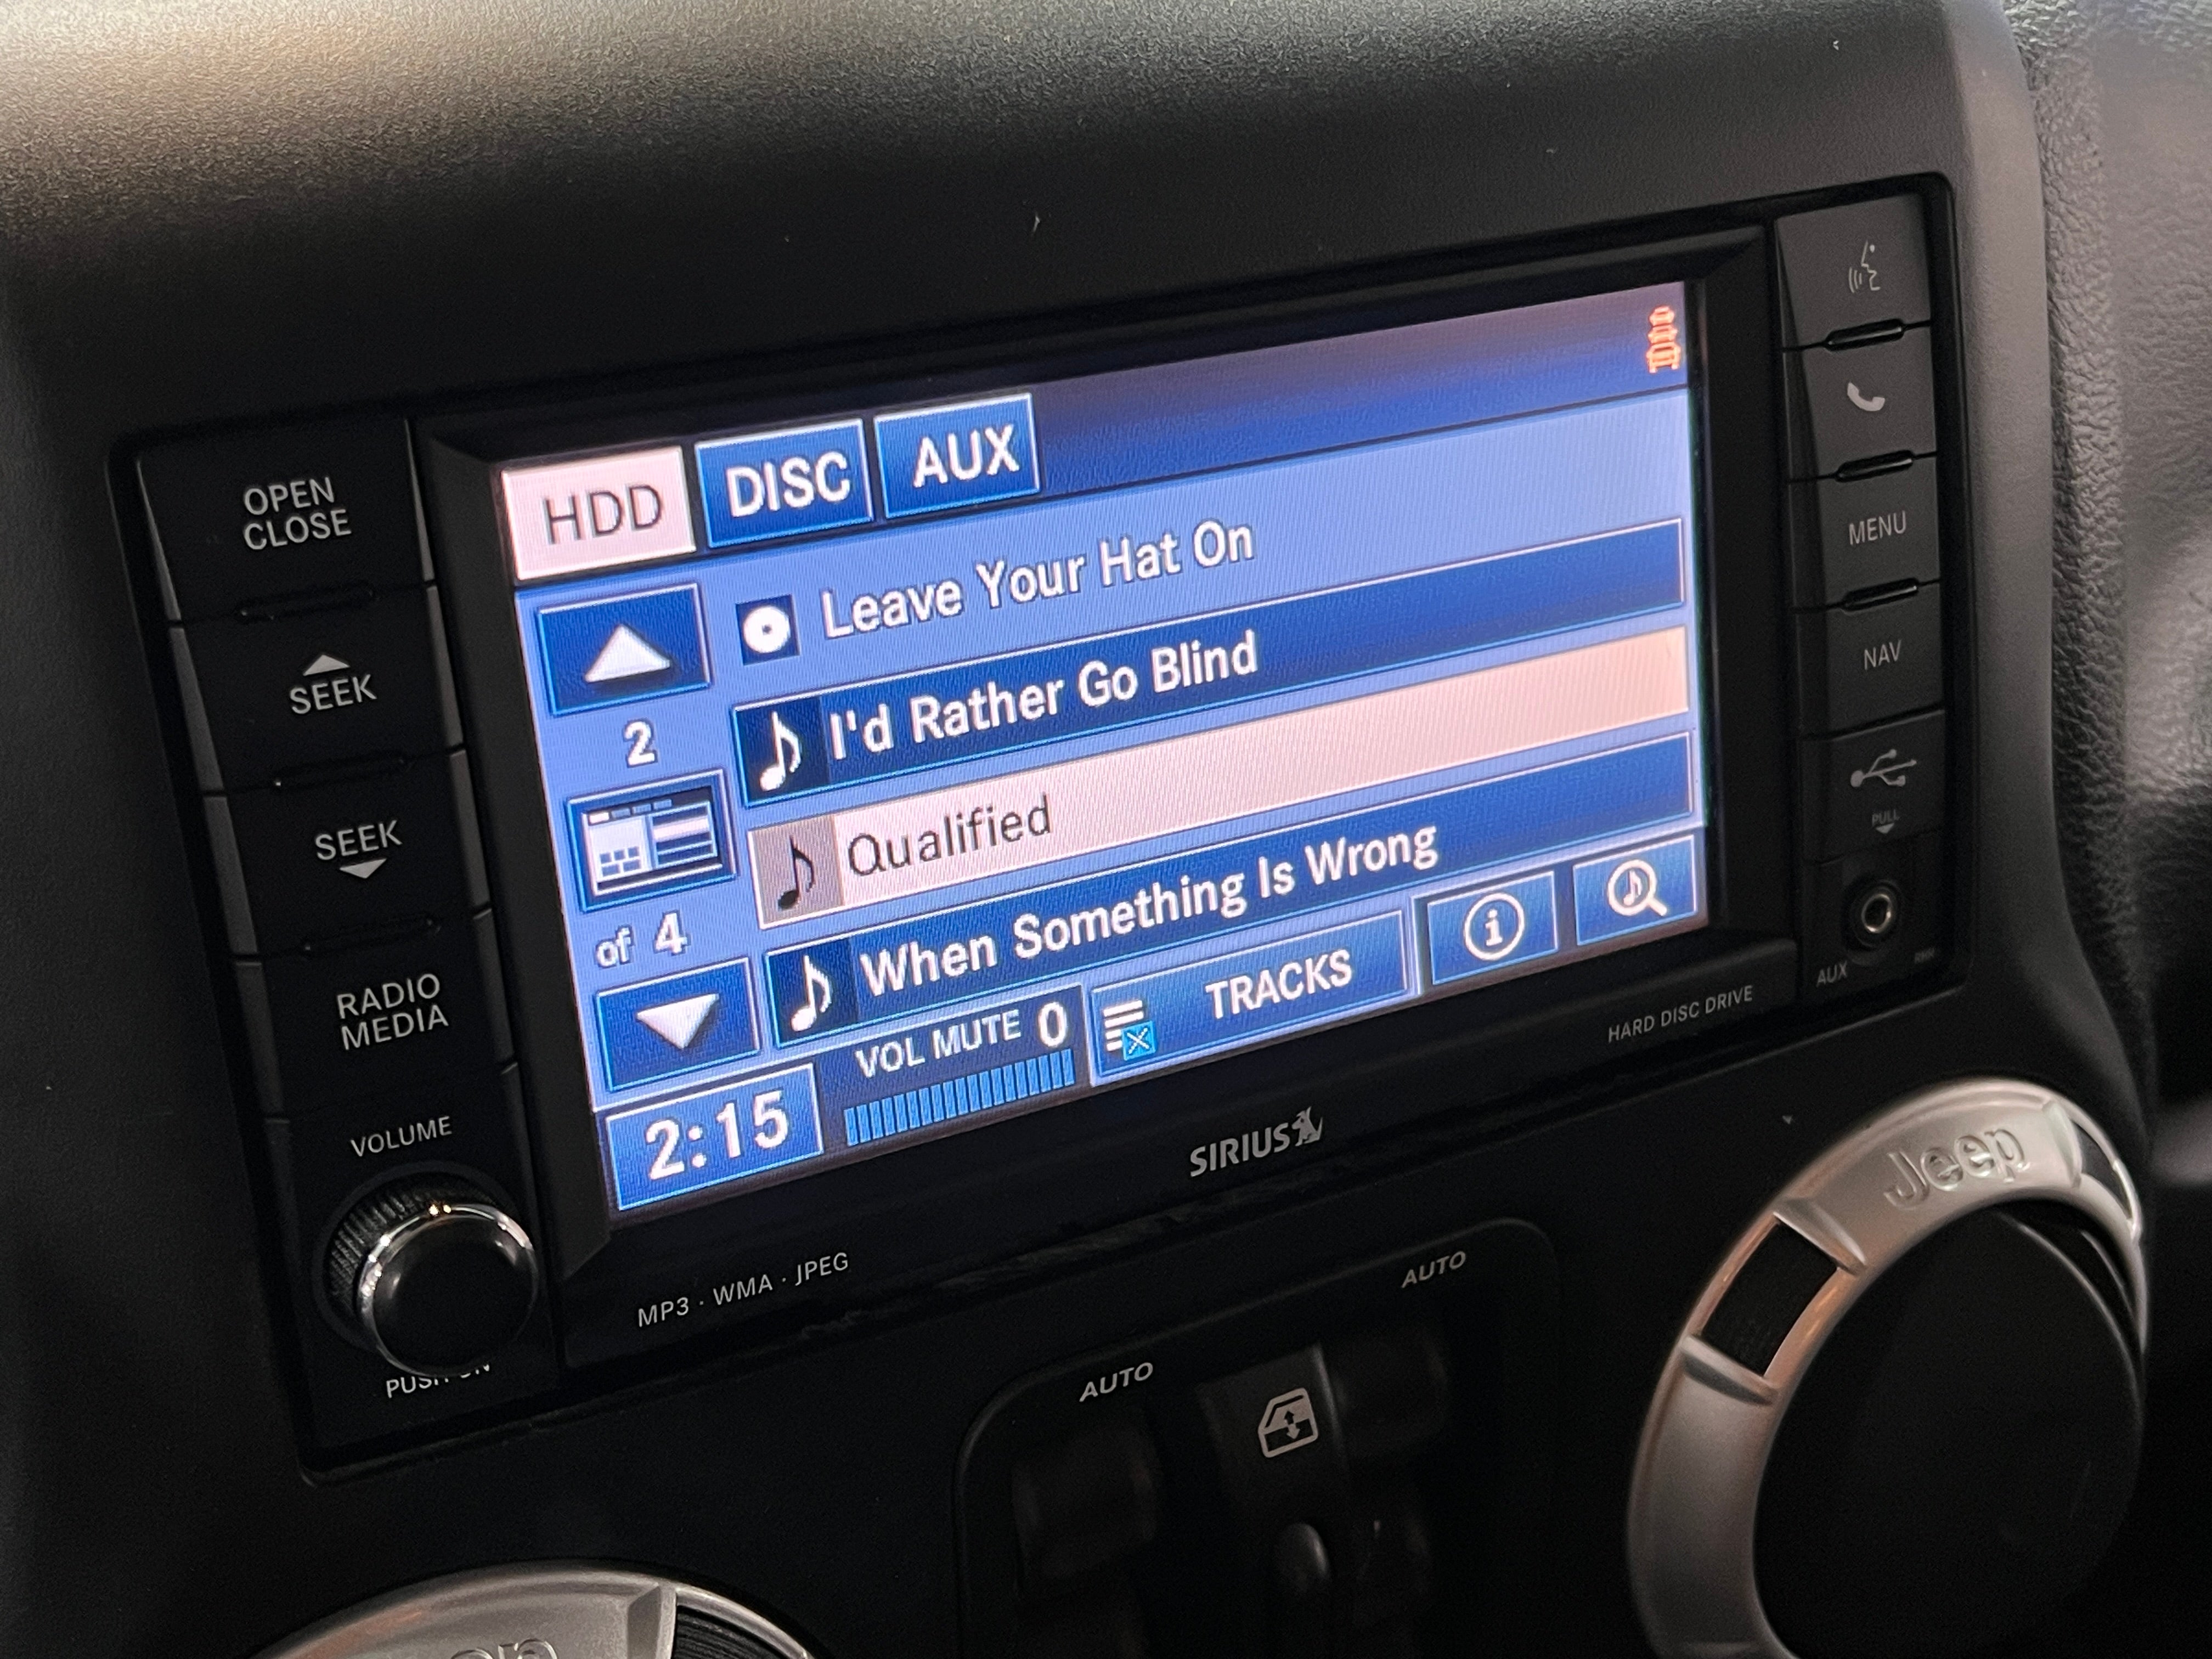 OPEN
CLOSE
SEEK
SEEK
RADIO
MEDIA
VOLUME
HDD
DISC
AUX
Leave Your Hat On
I'd Rather Go Blind
2
Qualified
of 4
When Something Is Wrong
VOL MUTE 0
TRACKS
2:15
MENU
NAV
PULL
AUX
HARD DISC DRIVE
SIRIUS
MP3 · WMA · JPEG
Jeep
AUTO
AUTO